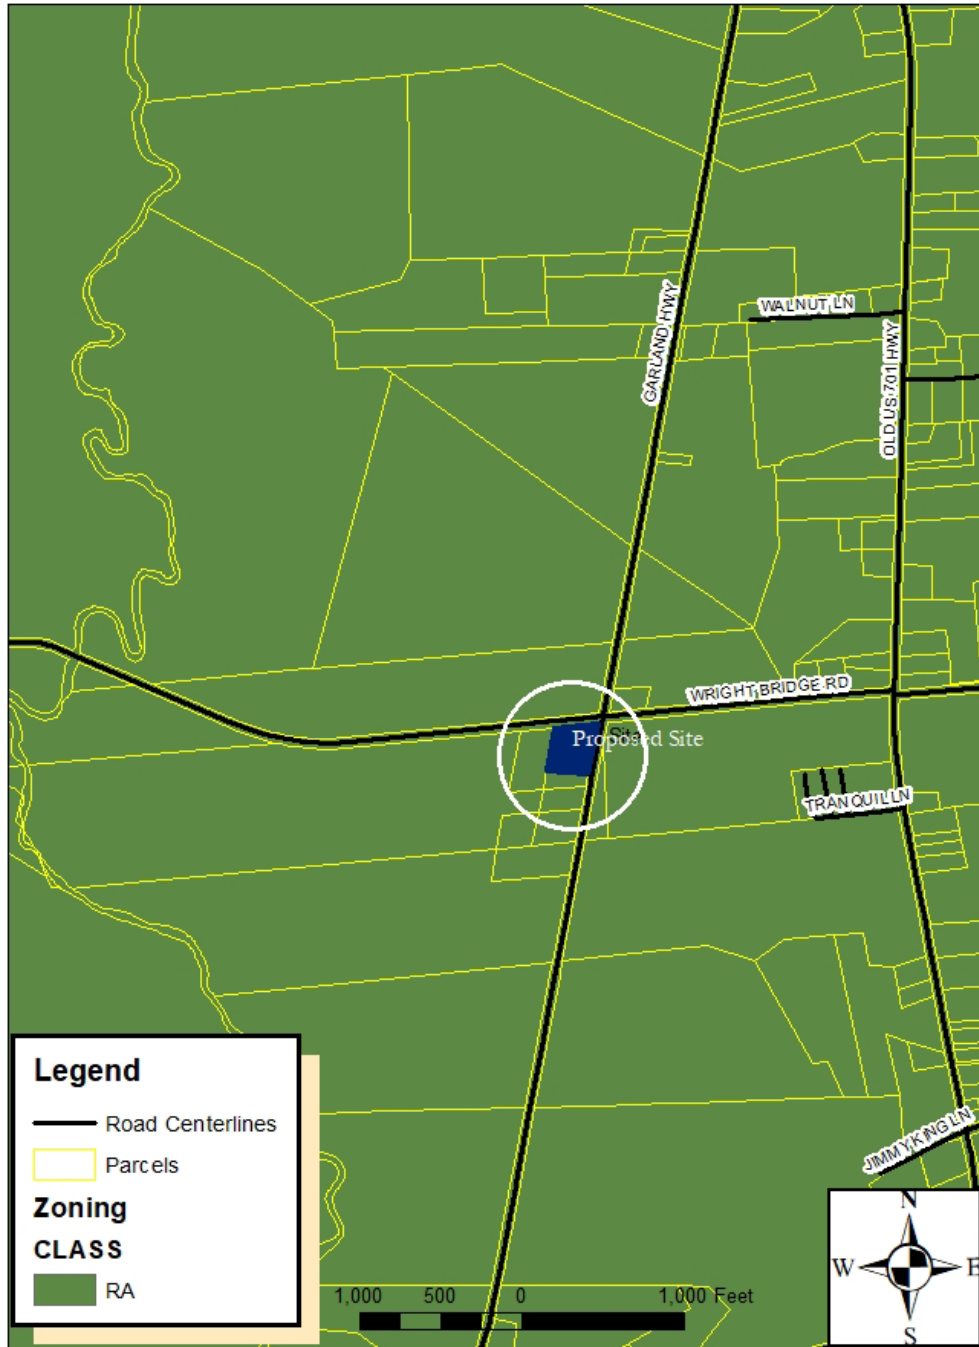 WALNUT LN
GARLAND HWY
OLD US 701 HWY
WRIGHT BRIDGE RD
Site
Proposed Site
TRANQUIL LN
JIMMY KING LN
Legend
Road Centerlines
Parcels
Zoning
CLASS
RA
1,000 500 0 1,000 Feet
N
W E
S